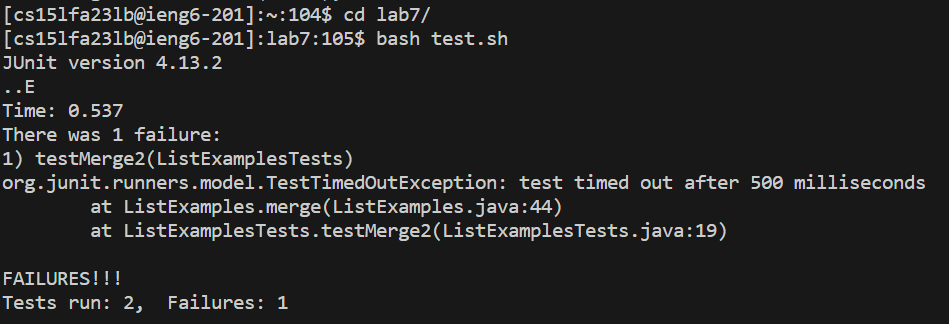 [cs15lfa23lb@ieng6-201]:~:104$ cd lab7/
[cs15lfa23lb@ieng6-201]:lab7:105$ bash test.sh
JUnit version 4.13.2
..E
Time: 0.537
There was 1 failure:
1) testMerge2(ListExamplesTests)
org.junit.runners.model.TestTimedOutException: test timed out after 500 milliseconds
        at ListExamples.merge(ListExamples.java:44)
        at ListExamplesTests.testMerge2(ListExamplesTests.java:19)
FAILURES!!!
Tests run: 2,  Failures: 1